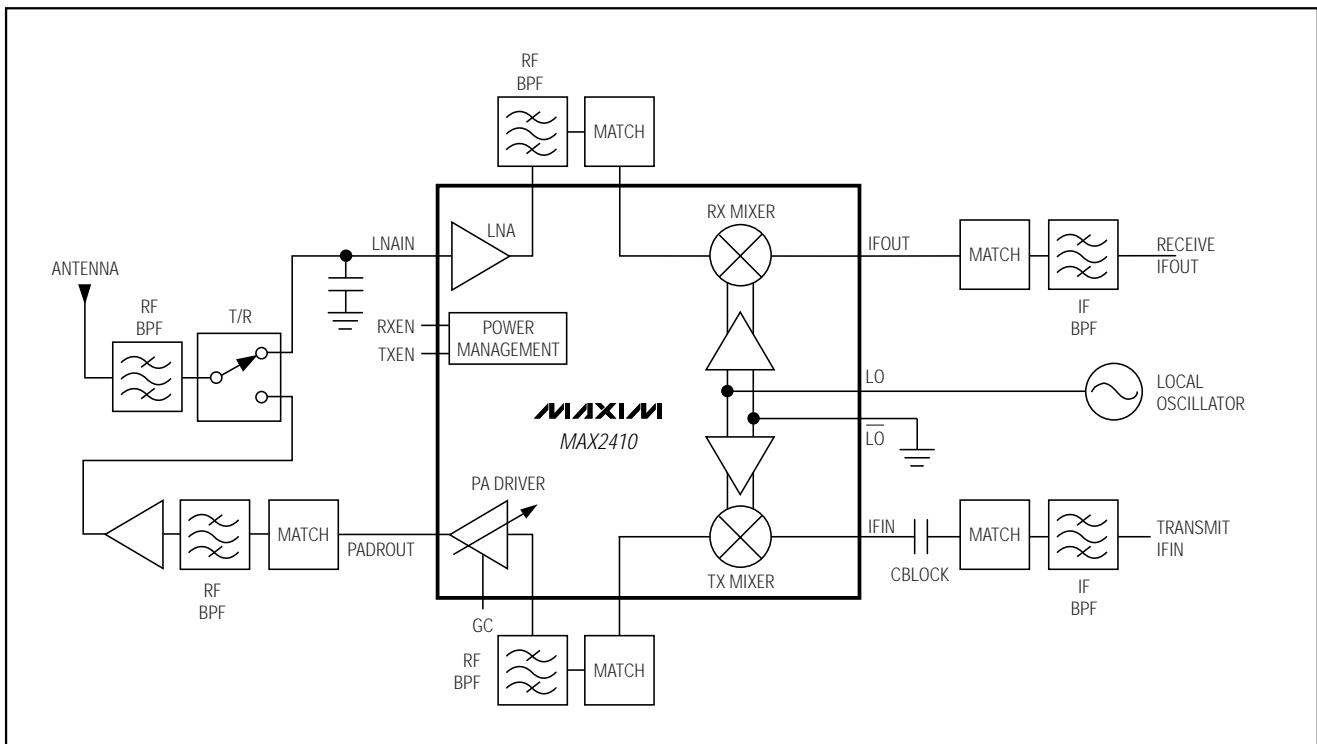 RF
BPF
MATCH
RX MIXER
LNA
LNAIN
IFOUT
MATCH
RECEIVE
IFOUT
ANTENNA
RF
BPF
T/R
IF
BPF
RXEN
TXEN
POWER
MANAGEMENT
LO
LOCAL
OSCILLATOR
MAXIM
MAX2410
LO
PA DRIVER
IFIN
MATCH
TRANSMIT
IFIN
MATCH
PADROUT
CBLOCK
TX MIXER
RF
BPF
IF
BPF
GC
RF
BPF
MATCH